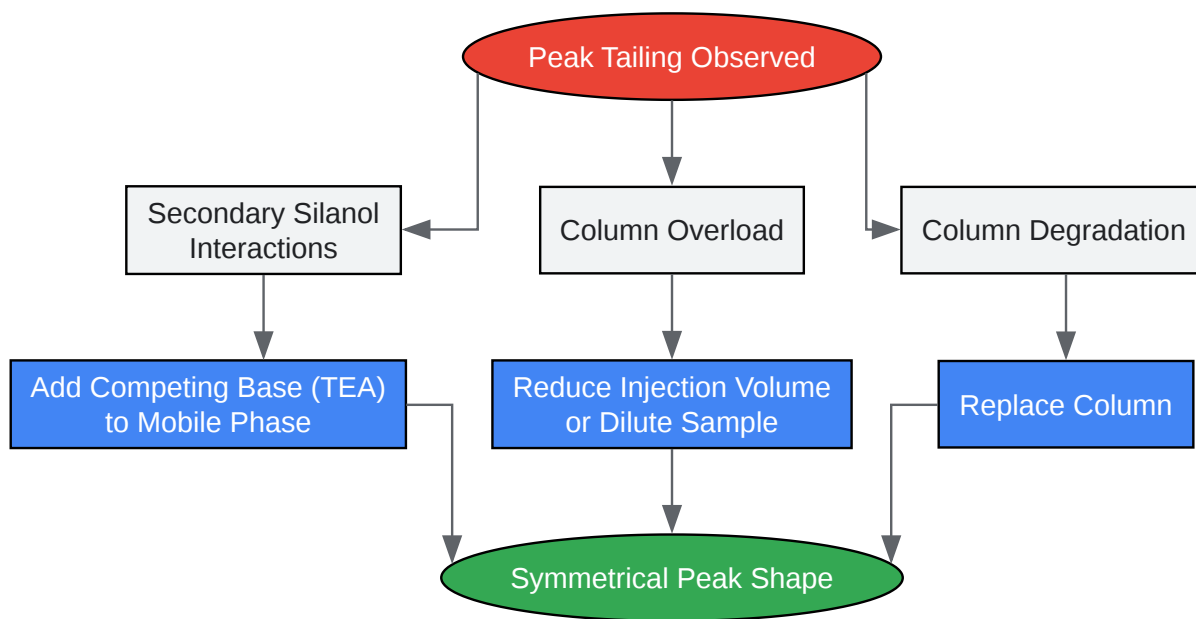 Peak Tailing Observed
Secondary Silanol
Interactions
Column Overload
Column Degradation
Add Competing Base (TEA)
to Mobile Phase
Reduce Injection Volume
or Dilute Sample
Replace Column
Symmetrical Peak Shape